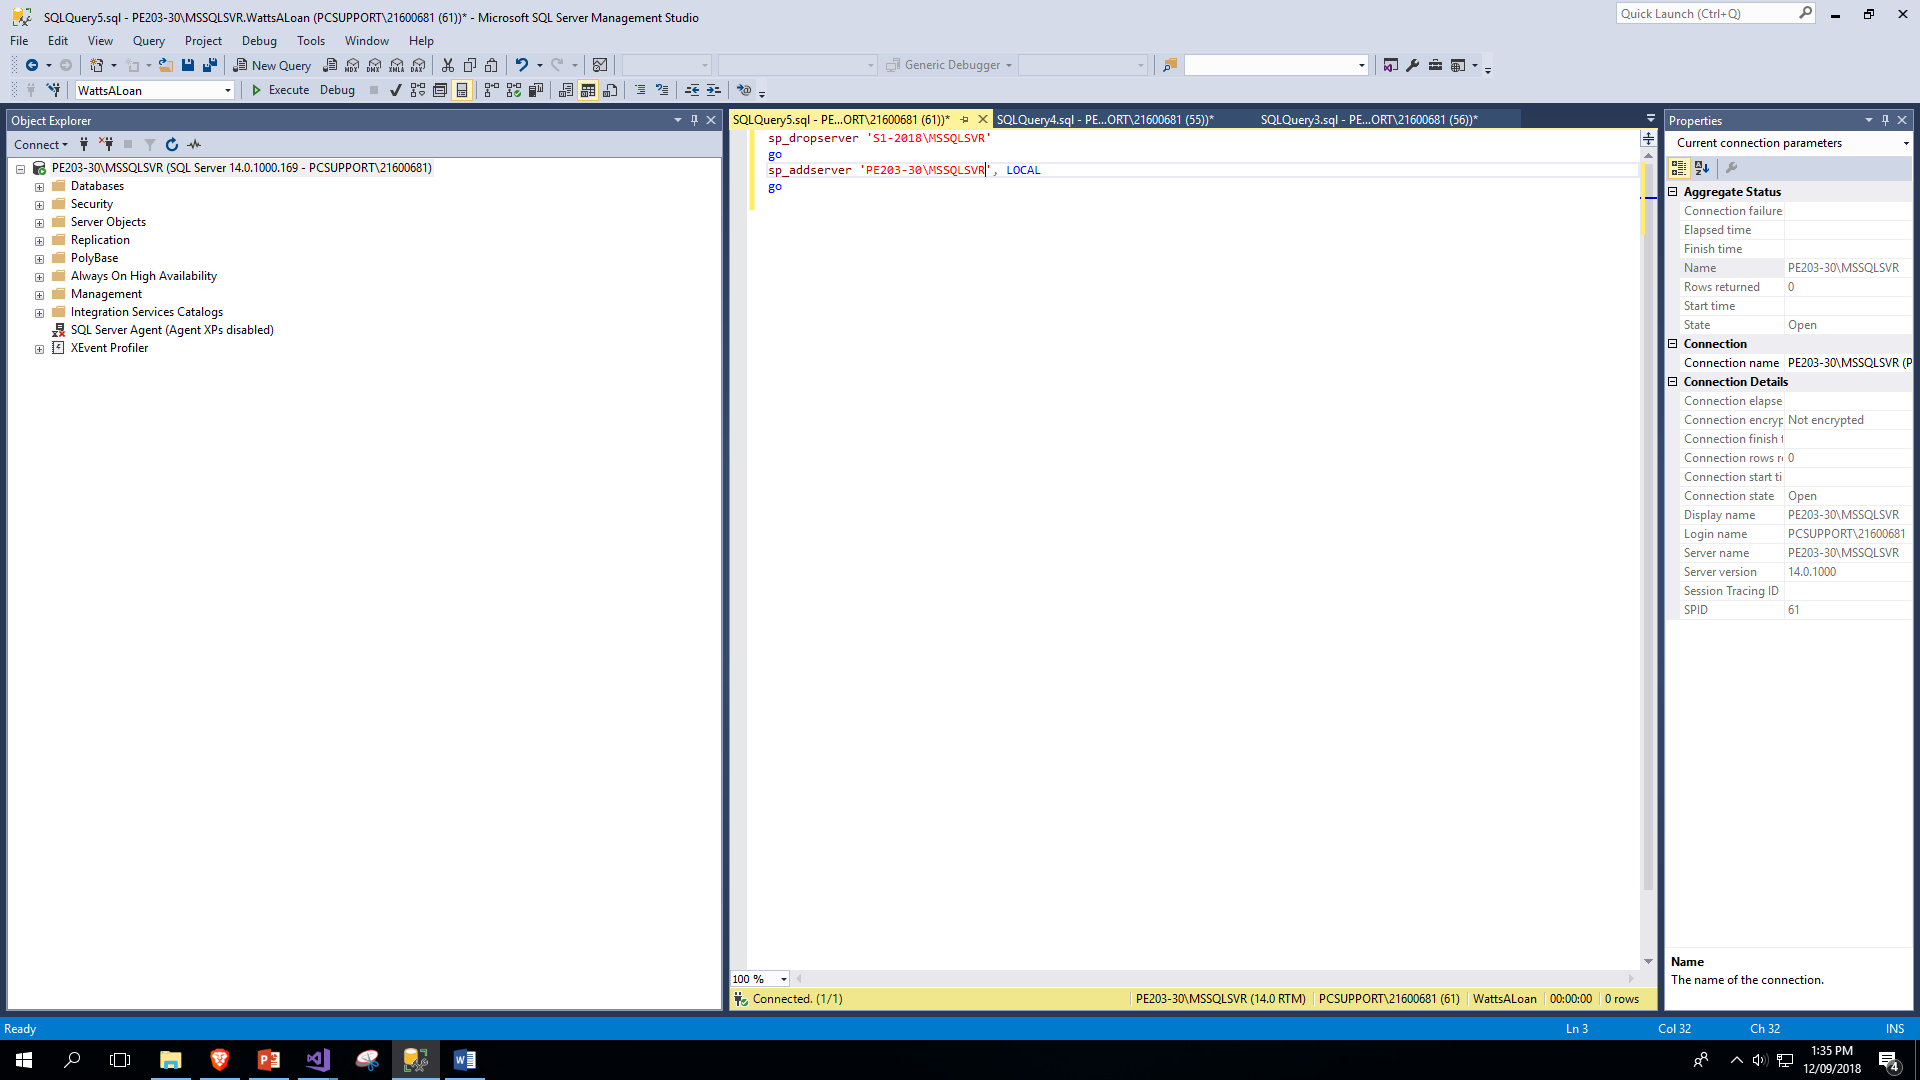 SQLQuery5.sql - PE203-30\MSSQLSVR.WattsALoan (PCSUPPORT\21600681 (61))* - Microsoft SQL Server Management Studio
Quick Launch (Ctrl+Q)
File Edit View Query Project Debug Tools Window Help
New Query
Generic Debugger
WattsALoan
Execute Debug
Object Explorer
Connect
PE203-30\MSSQLSVR (SQL Server 14.0.1000.169 - PCSUPPORT\21600681)
Databases
Security
Server Objects
Replication
PolyBase
Always On High Availability
Management
Integration Services Catalogs
SQL Server Agent (Agent XPs disabled)
XEvent Profiler
SQLQuery5.sql - PE...ORT\21600681 (61))* SQLQuery4.sql - PE...ORT\21600681 (55))* SQLQuery3.sql - PE...ORT\21600681 (56))*
sp_dropserver 'S1-2018\MSSQLSVR'
go
sp_addserver 'PE203-30\MSSQLSVR', LOCAL
go
100 %
Connected. (1/1) PE203-30\MSSQLSVR (14.0 RTM) PCSUPPORT\21600681 (61) WattsALoan 00:00:00 0 rows
Properties
Current connection parameters
Aggregate Status
Connection failure
Elapsed time
Finish time
Name PE203-30\MSSQLSVR
Rows returned 0
Start time
State Open
Connection
Connection name PE203-30\MSSQLSVR (P
Connection Details
Connection elapse
Connection encryp Not encrypted
Connection finish t
Connection rows r 0
Connection start ti
Connection state Open
Display name PE203-30\MSSQLSVR
Login name PCSUPPORT\21600681
Server name PE203-30\MSSQLSVR
Server version 14.0.1000
Session Tracing ID
SPID 61
Name
The name of the connection.
Ready Ln 3 Col 32 Ch 32 INS
1:35 PM
12/09/2018
4